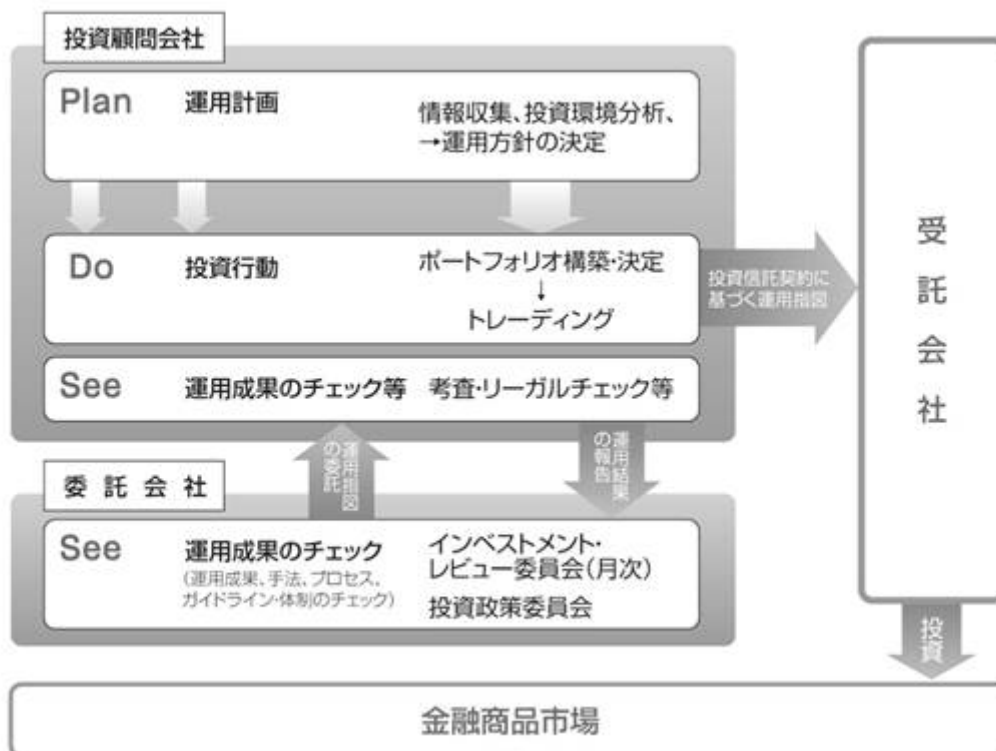 投資顧問会社
Plan 運用計画 情報収集、投資環境分析、
→運用方針の決定
Do 投資行動 ポートフォリオ構築・決定
↓
トレーディング
投資信託契約に
基づく運用指図
See 運用成果のチェック等 考査・リーガルチェック等
運用指図
の委託
運用結果
の報告
委託会社
See 運用成果のチェック
(運用成果、手法、プロセス、
ガイドライン・体制のチェック)
インベストメント・
レビュー委員会(月次)
投資政策委員会
受託会社
投資
金融商品市場